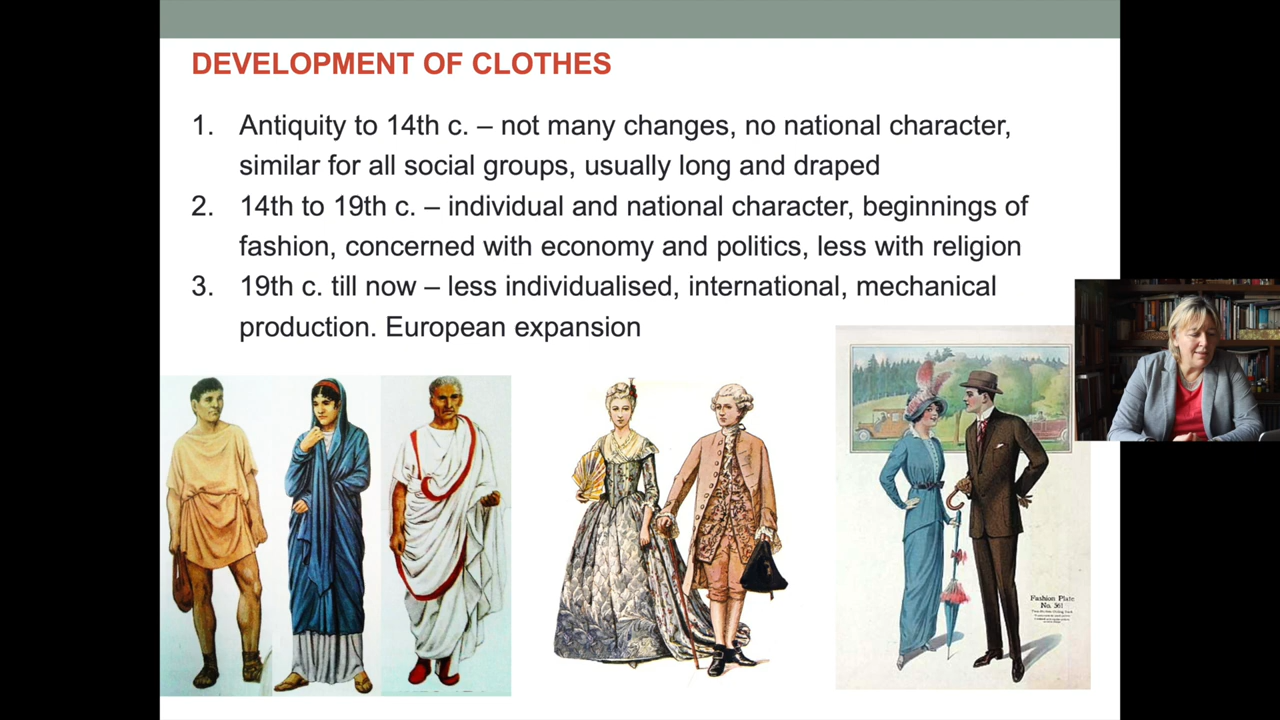 DEVELOPMENT OF CLOTHES
1. Antiquity to 14th c. – not many changes, no national character,
similar for all social groups, usually long and draped
2. 14th to 19th c. – individual and national character, beginnings of
fashion, concerned with economy and politics, less with religion
3. 19th c. till now – less individualised, international, mechanical
production. European expansion
Fashion Plate
No. 561